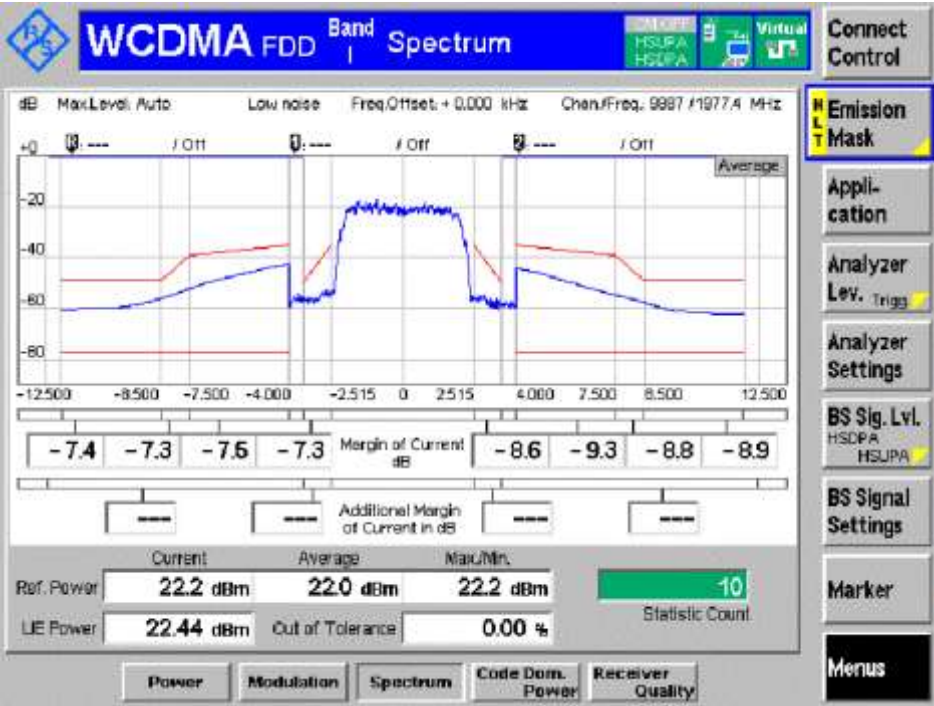 R&S
WCDMA FDD Band I Spectrum
CM OFF
HSUPA
HSDPA
Virtual
Connect Control
dB Max.Level: Auto Low noise Freq.Offset: + 0.000 kHz Chan./Freq.: 9887 / 1977.4 MHz
+0 R: --- / Off 1: --- / Off 2: --- / Off
Average
-20
-40
-60
-80
-12.500 -8.500 -7.500 -4.000 -2.515 0 2.515 4.000 7.500 8.500 12.500
-7.4 -7.3 -7.5 -7.3 Margin of Current dB -8.6 -9.3 -8.8 -8.9
--- --- Additional Margin of Current in dB --- ---
Current Average Max./Min.
Ref. Power 22.2 dBm 22.0 dBm 22.2 dBm 10
Statistic Count
UE Power 22.44 dBm Out of Tolerance 0.00 %
Power Modulation Spectrum Code Dom. Power Receiver Quality
HLT
Emission Mask
Appli-
cation
Analyzer
Lev. Trigg
Analyzer
Settings
BS Sig. Lvl.
HSDPA
HSUPA
BS Signal
Settings
Marker
Menus